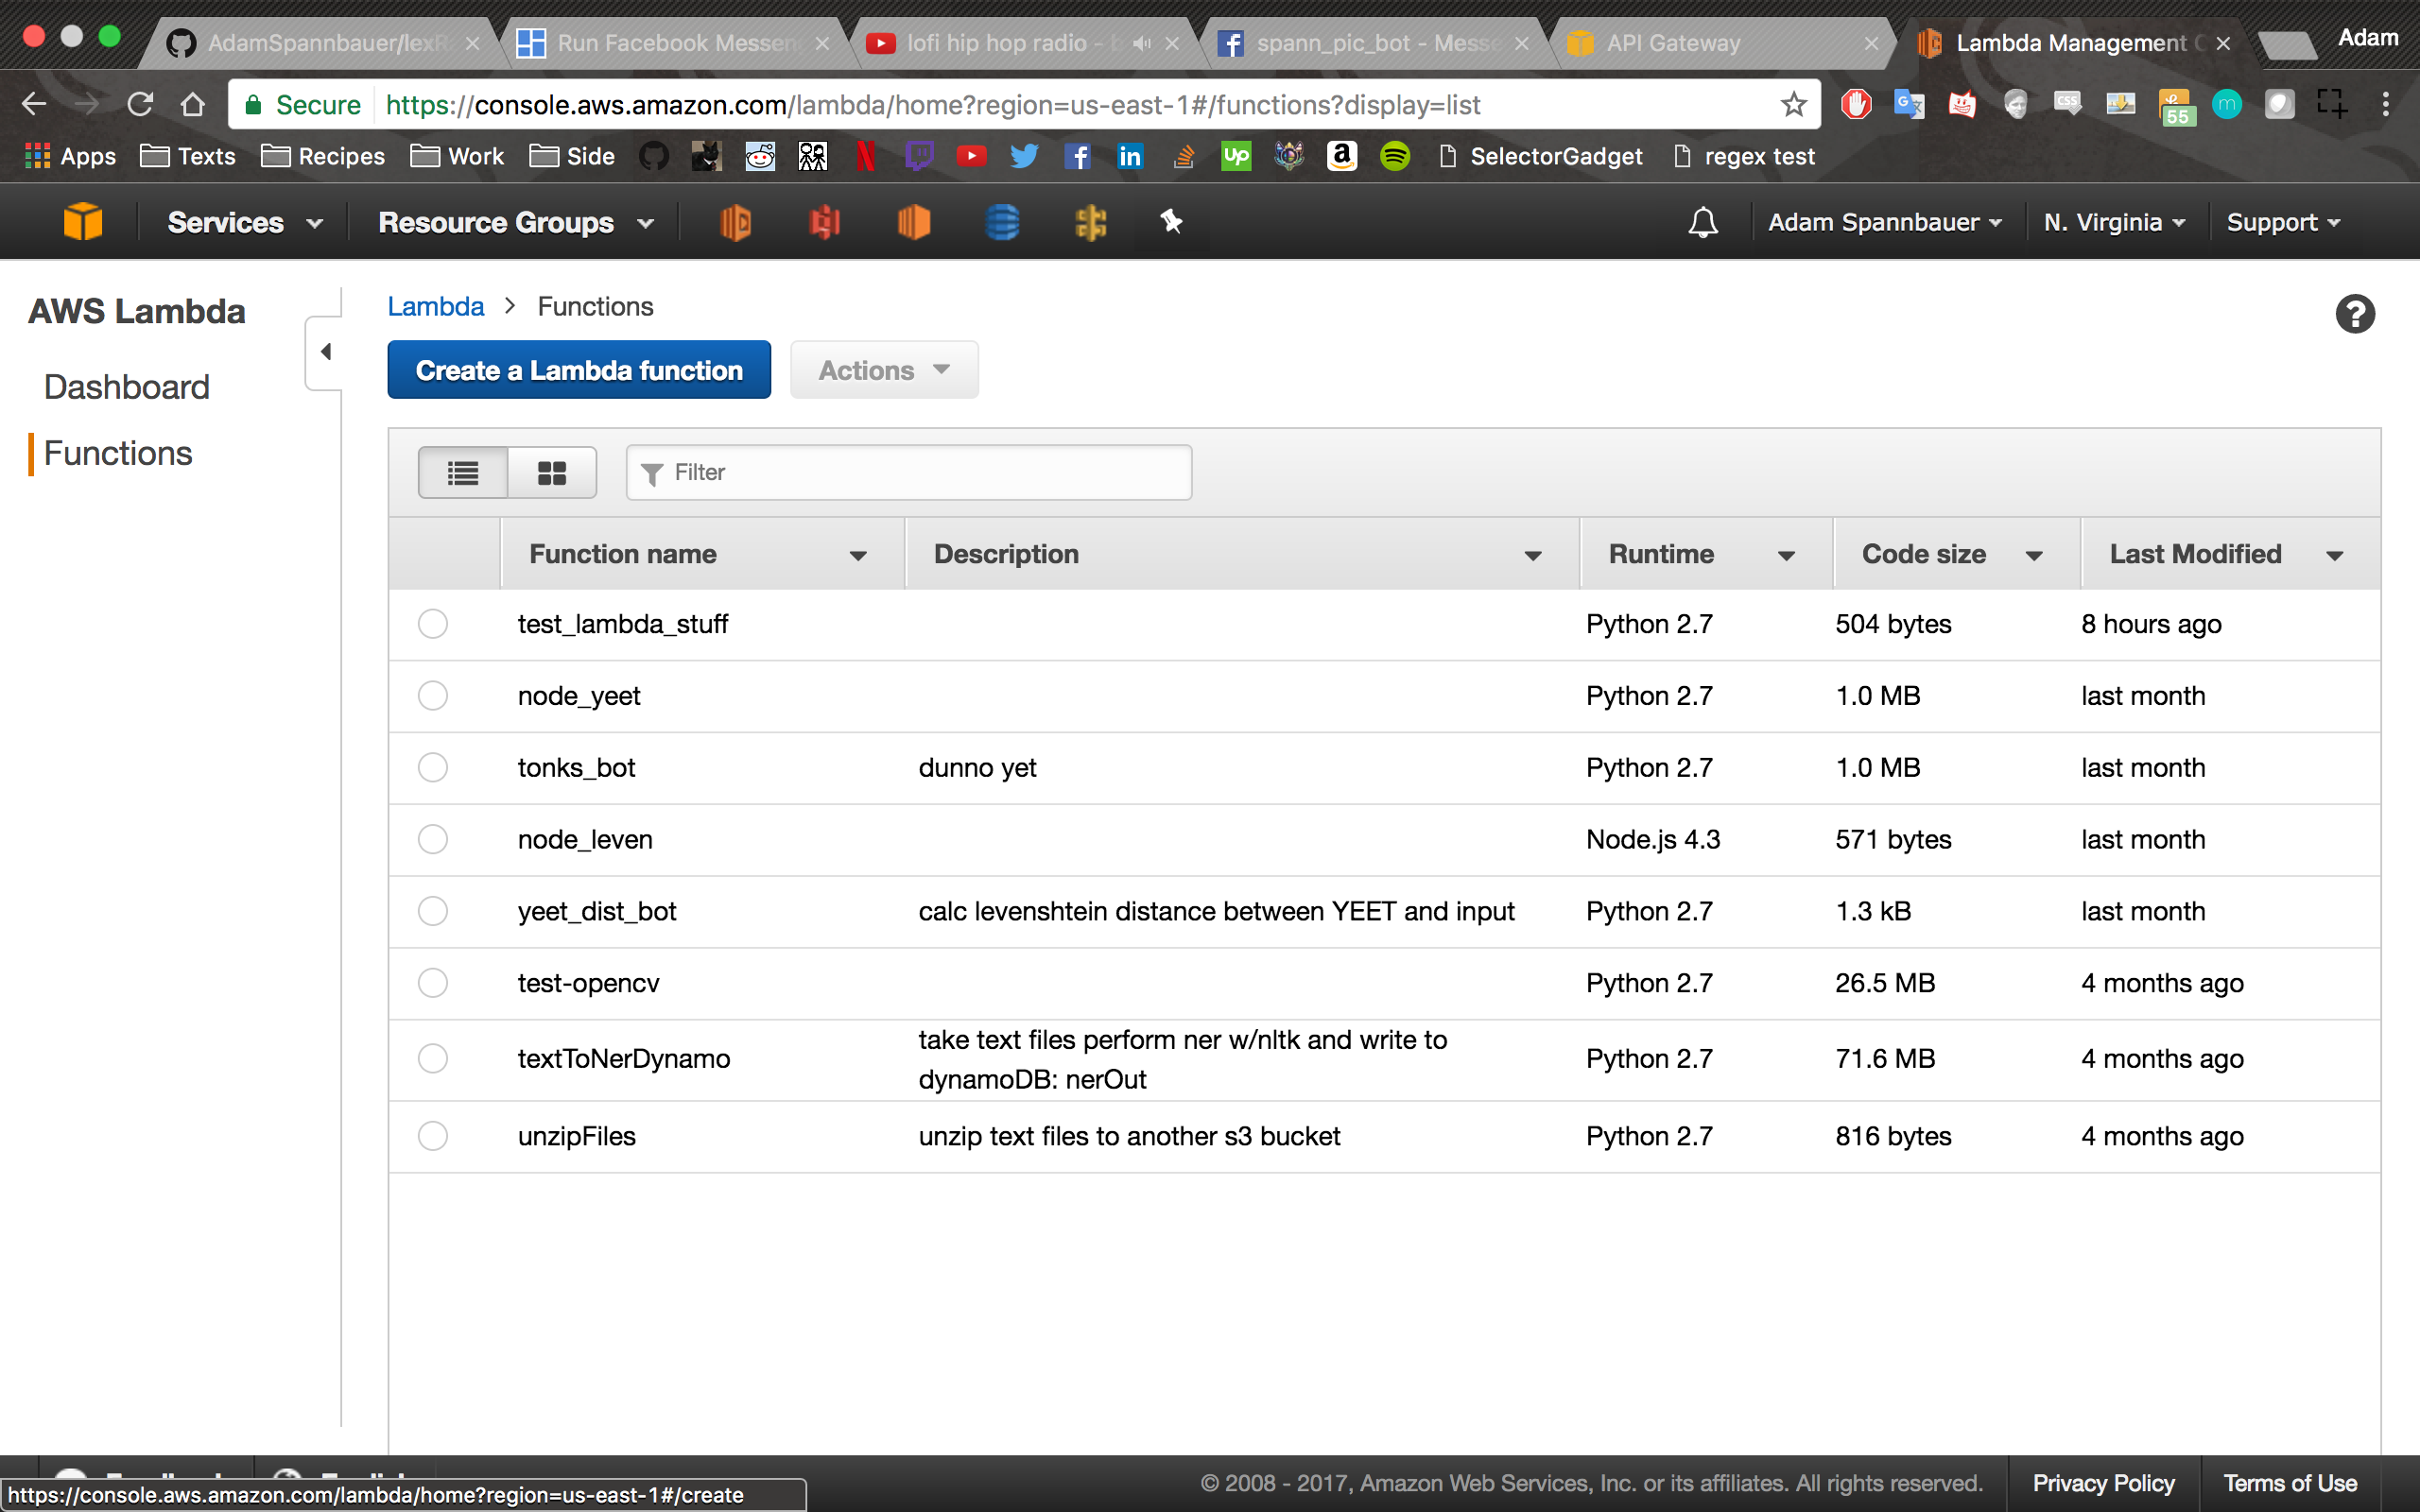 AdamSpannbauer/lexR
Run Facebook Messen
lofi hip hop radio - b
spann_pic_bot - Messe
API Gateway
Lambda Management C
Adam
Secure https://console.aws.amazon.com/lambda/home?region=us-east-1#/functions?display=list
55
Apps Texts Recipes Work Side SelectorGadget regex test
Services Resource Groups Adam Spannbauer N. Virginia Support
AWS Lambda
Dashboard
Functions
Lambda > Functions
Create a Lambda function Actions
Filter
Function name Description Runtime Code size Last Modified
test_lambda_stuff Python 2.7 504 bytes 8 hours ago
node_yeet Python 2.7 1.0 MB last month
tonks_bot dunno yet Python 2.7 1.0 MB last month
node_leven Node.js 4.3 571 bytes last month
yeet_dist_bot calc levenshtein distance between YEET and input Python 2.7 1.3 kB last month
test-opencv Python 2.7 26.5 MB 4 months ago
textToNerDynamo take text files perform ner w/nltk and write to
dynamoDB: nerOut Python 2.7 71.6 MB 4 months ago
unzipFiles unzip text files to another s3 bucket Python 2.7 816 bytes 4 months ago
© 2008 - 2017, Amazon Web Services, Inc. or its affiliates. All rights reserved. Privacy Policy Terms of Use
https://console.aws.amazon.com/lambda/home?region=us-east-1#/create